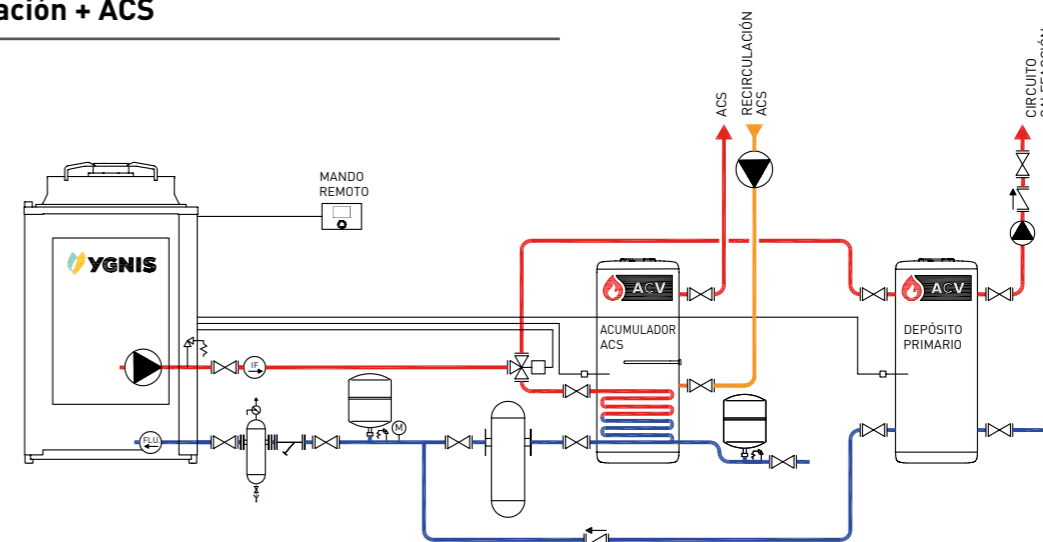 ación + ACS
MANDO
REMOTO
ACS
RECIRCULACIÓN
ACS
CIRCUITO
YGNIS
ACV
ACUMULADOR
ACS
ACV
DEPÓSITO
PRIMARIO
IF
FLU.
M